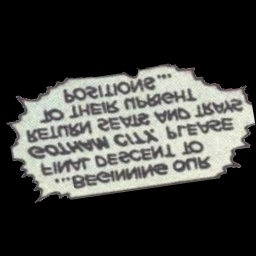 ...BEGINNING OUR
FINAL DESCENT TO
GOTHAM CITY. PLEASE
RETURN SEATS AND TRAYS
TO THEIR UPRIGHT
POSITIONS...